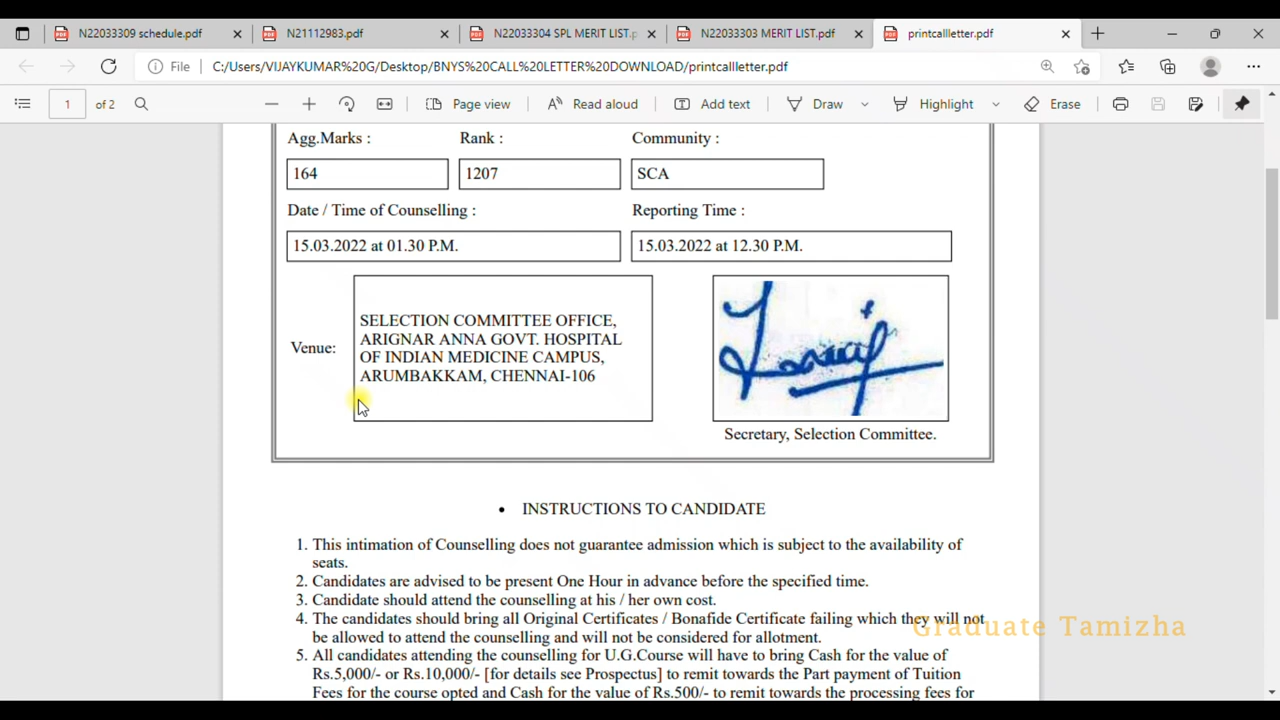 N22033309 schedule.pdf
N21112983.pdf
N22033304 SPL MERIT LIST.p
N22033303 MERIT LIST.pdf
printcallletter.pdf
File
C:/Users/VIJAYKUMAR%20G/Desktop/BNYS%20CALL%20LETTER%20DOWNLOAD/printcallletter.pdf
1 of 2
Page view
Read aloud
Add text
Draw
Highlight
Erase
Agg.Marks : Rank : Community :
164 1207 SCA
Date / Time of Counselling : Reporting Time :
15.03.2022 at 01.30 P.M. 15.03.2022 at 12.30 P.M.
Venue:
SELECTION COMMITTEE OFFICE,
ARIGNAR ANNA GOVT. HOSPITAL
OF INDIAN MEDICINE CAMPUS,
ARUMBAKKAM, CHENNAI-106
Secretary, Selection Committee.
• INSTRUCTIONS TO CANDIDATE
1. This intimation of Counselling does not guarantee admission which is subject to the availability of
seats.
2. Candidates are advised to be present One Hour in advance before the specified time.
3. Candidate should attend the counselling at his / her own cost.
4. The candidates should bring all Original Certificates / Bonafide Certificate failing which they will not
be allowed to attend the counselling and will not be considered for allotment.
Graduate Tamizha
5. All candidates attending the counselling for U.G.Course will have to bring Cash for the value of
Rs.5,000/- or Rs.10,000/- [for details see Prospectus] to remit towards the Part payment of Tuition
Fees for the course opted and Cash for the value of Rs.500/- to remit towards the processing fees for